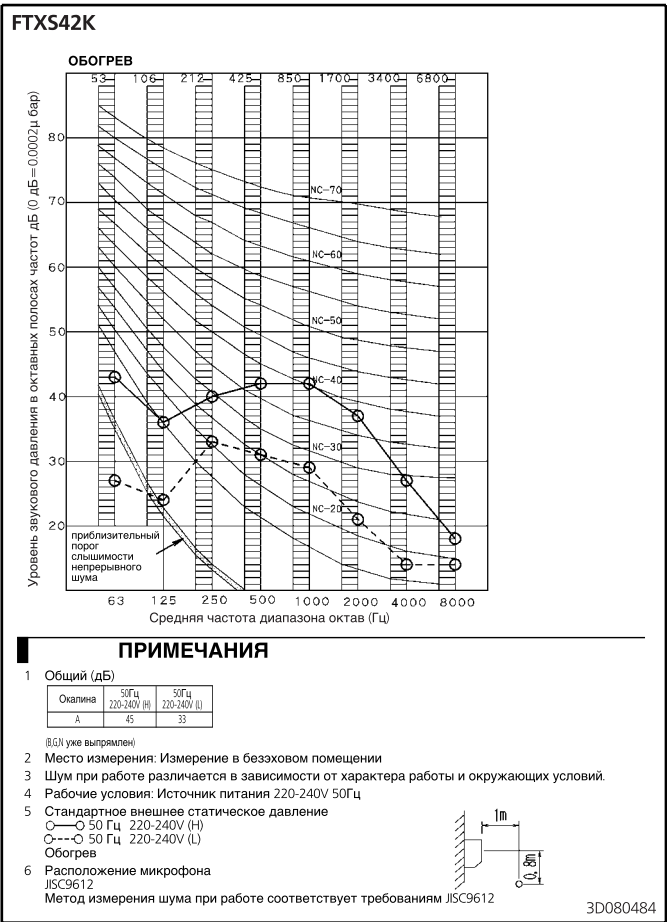 FTXS42K
ОБОГРЕВ
53 106 212 425 850 1700 3400 6800
Уровень звукового давления в октавных полосах частот дБ (0 дБ=0.0002μ бар)
80
70
60
50
40
30
20
NC-70
NC-60
NC-50
NC-40
NC-30
NC-20
приблизительный
порог
слышимости
непрерывного
шума
63 125 250 500 1000 2000 4000 8000
Средняя частота диапазона октав (Гц)
ПРИМЕЧАНИЯ
1 Общий (дБ)
Окалина 50Гц 220-240V (H) 50Гц 220-240V (L)
A 45 33
(B,G,N уже выпрямлен)
2 Место измерения: Измерение в безэховом помещении
3 Шум при работе различается в зависимости от характера работы и окружающих условий.
4 Рабочие условия: Источник питания 220-240V 50Гц
5 Стандартное внешнее статическое давление
50 Гц 220-240V (H)
50 Гц 220-240V (L)
Обогрев
6 Расположение микрофона
JISC9612
Метод измерения шума при работе соответствует требованиям JISC9612
1m
0.8m
3D080484